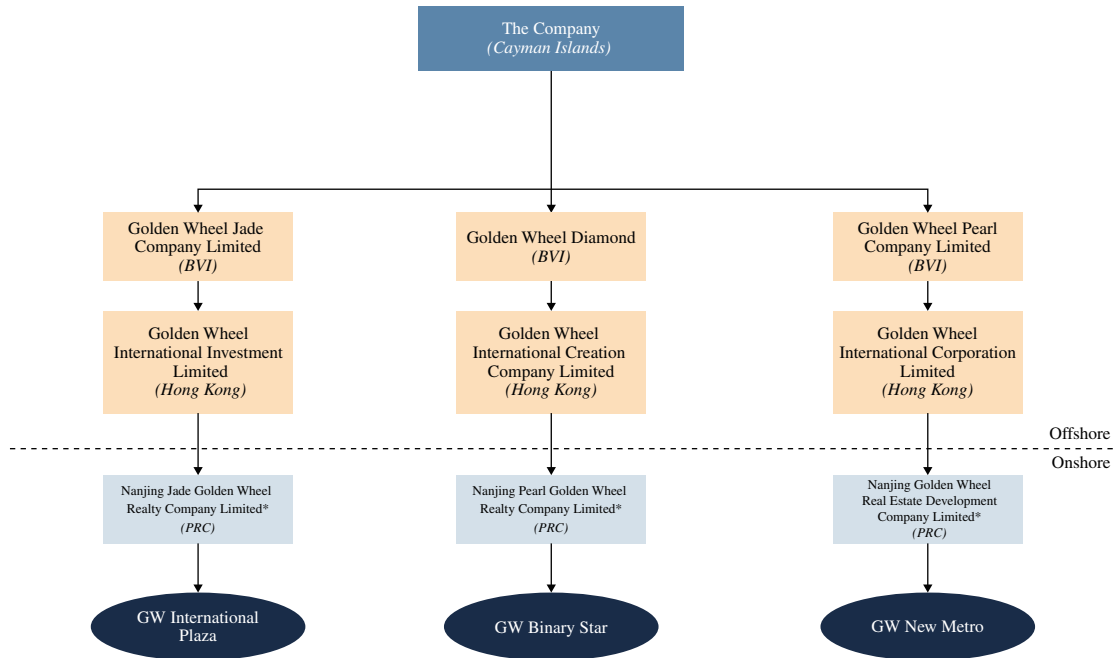 The Company
(Cayman Islands)
Golden Wheel Jade
Company Limited
(BVI)
Golden Wheel Diamond
(BVI)
Golden Wheel Pearl
Company Limited
(BVI)
Golden Wheel
International Investment
Limited
(Hong Kong)
Golden Wheel
International Creation
Company Limited
(Hong Kong)
Golden Wheel
International Corporation
Limited
(Hong Kong)
Offshore
Onshore
Nanjing Jade Golden Wheel
Realty Company Limited*
(PRC)
Nanjing Pearl Golden Wheel
Realty Company Limited*
(PRC)
Nanjing Golden Wheel
Real Estate Development
Company Limited*
(PRC)
GW International
Plaza
GW Binary Star
GW New Metro